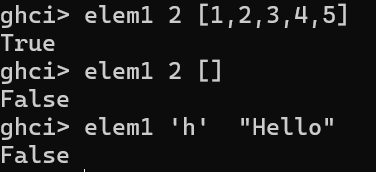 ghci> elem1 2 [1,2,3,4,5]
True
ghci> elem1 2 []
False
ghci> elem1 'h'  "Hello"
False